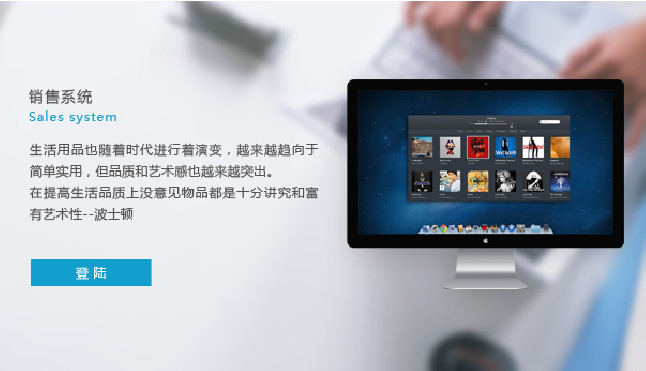 销售系统
Sales system
生活用品也随着时代进行着演变，越来越趋向于
简单实用。但品质和艺术感也越来越突出。
在提高生活品质上没意见物品都是十分讲究和富
有艺术性--波士顿
登陆